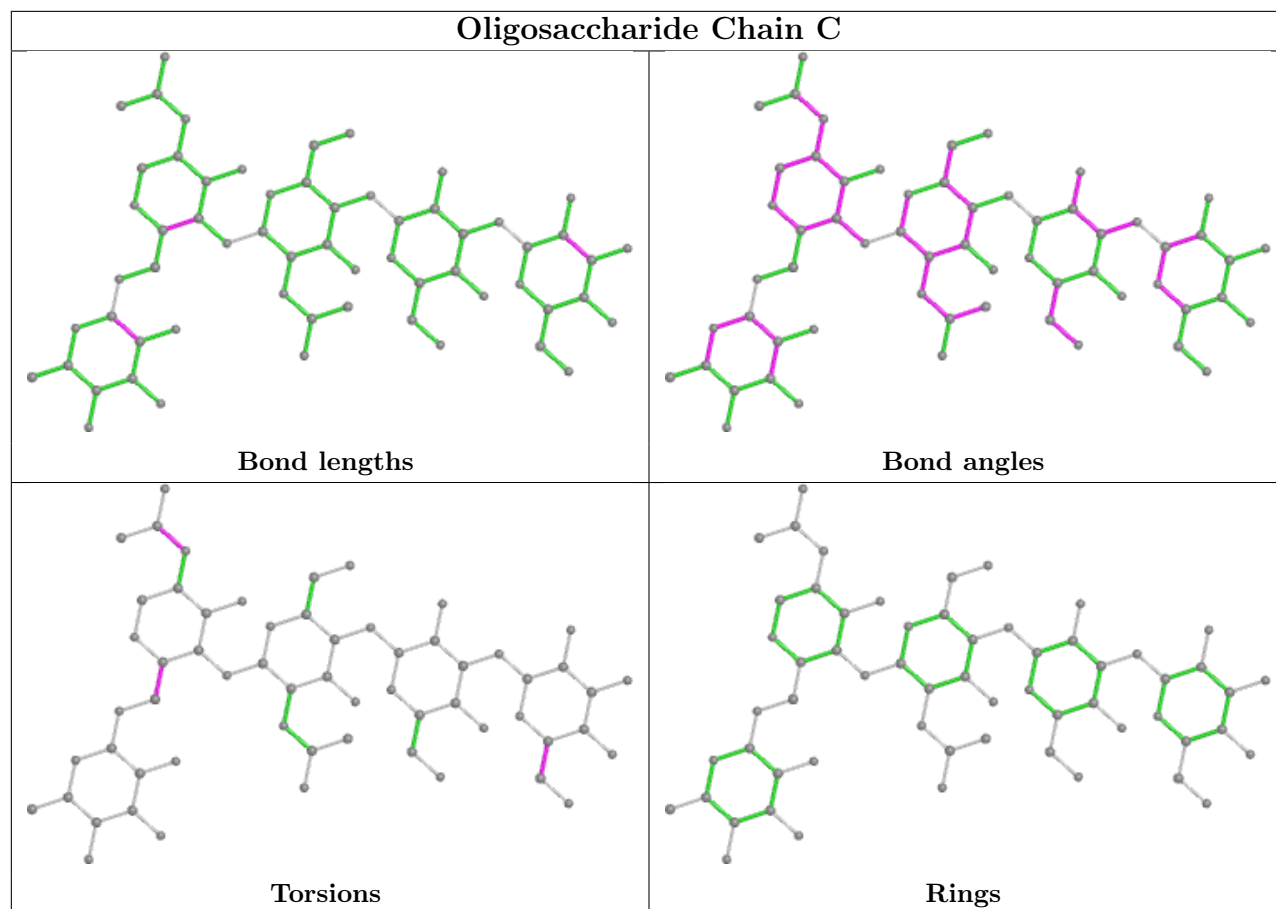 Oligosaccharide Chain C
Bond lengths
Bond angles
Torsions
Rings